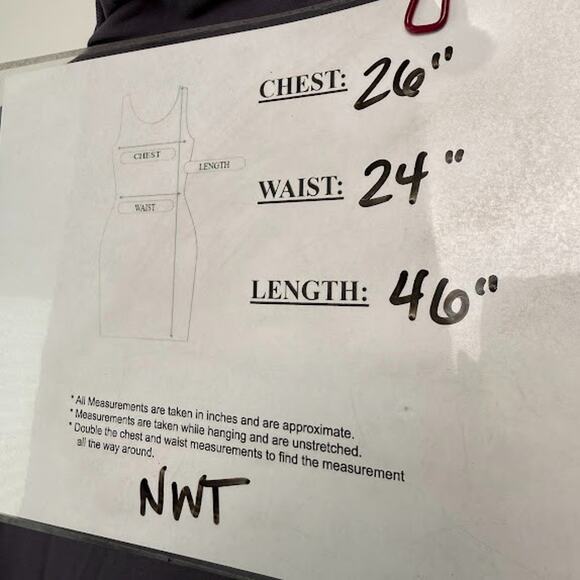 CHEST: 26"
WAIST: 24"
LENGTH: 46"
CHEST
LENGTH
WAIST
* All Measurements are taken in inches and are approximate.
* Measurements are taken while hanging and are unstretched.
* Double the chest and waist measurements to find the measurement
all the way around.
NWT